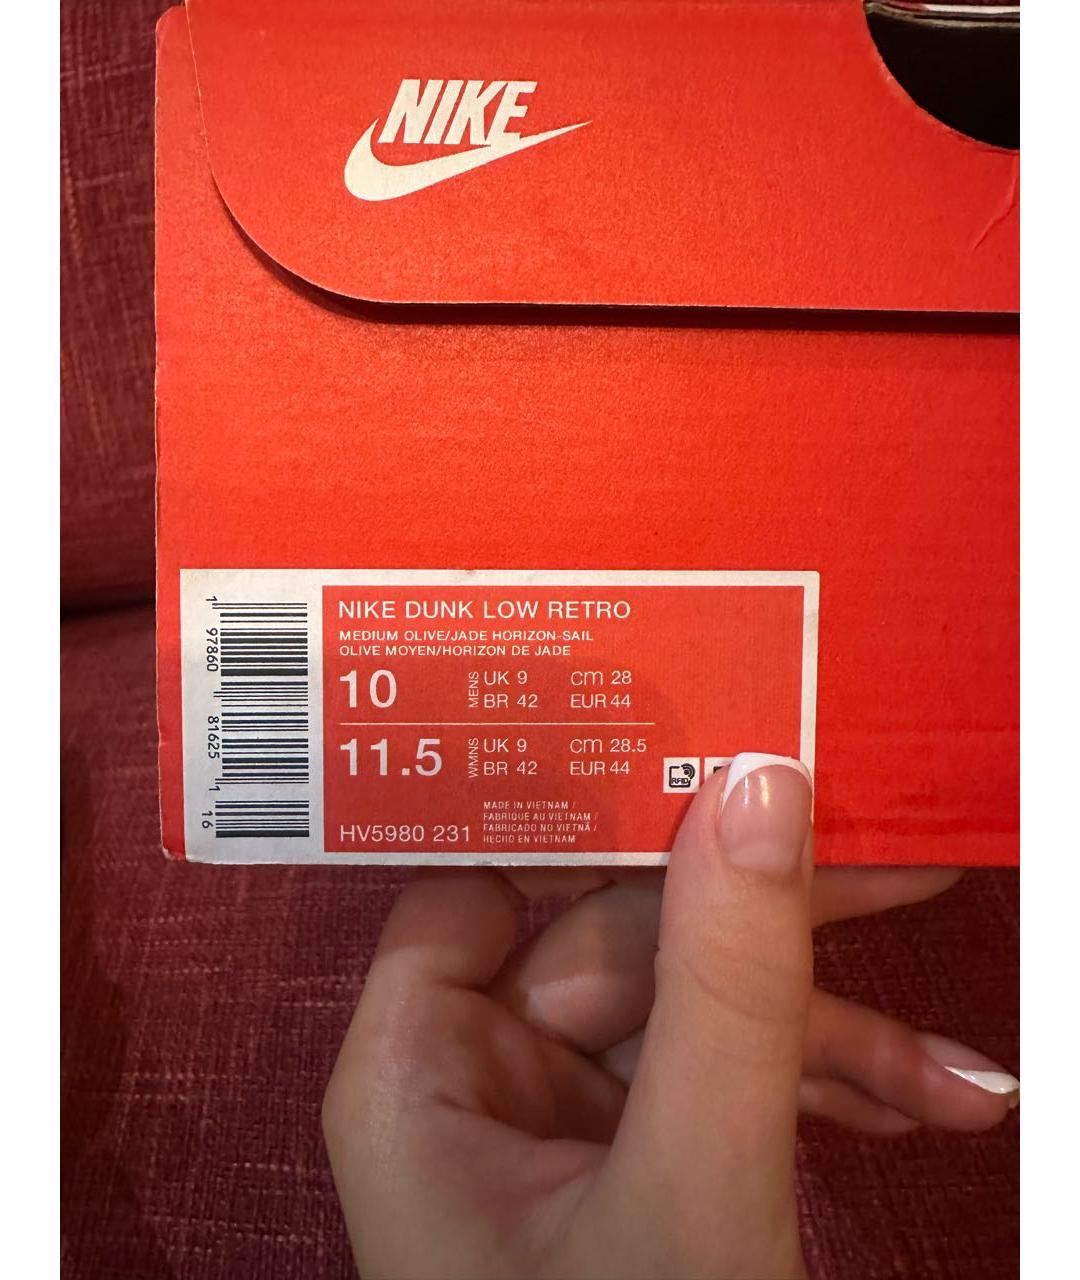 NIKE
NIKE DUNK LOW RETRO
MEDIUM OLIVE/JADE HORIZON-SAIL
OLIVE MOYEN/HORIZON DE JADE
10 MENS UK 9 cm 28
BR 42 EUR 44
11.5 WMNS UK 9 cm 28.5
BR 42 EUR 44
RFID
MADE IN VIETNAM /
FABRIQUE AU VIETNAM /
FABRICADO NO VIETNÃ /
HECHO EN VIETNAM
HV5980 231
1 97860 81625 1 16